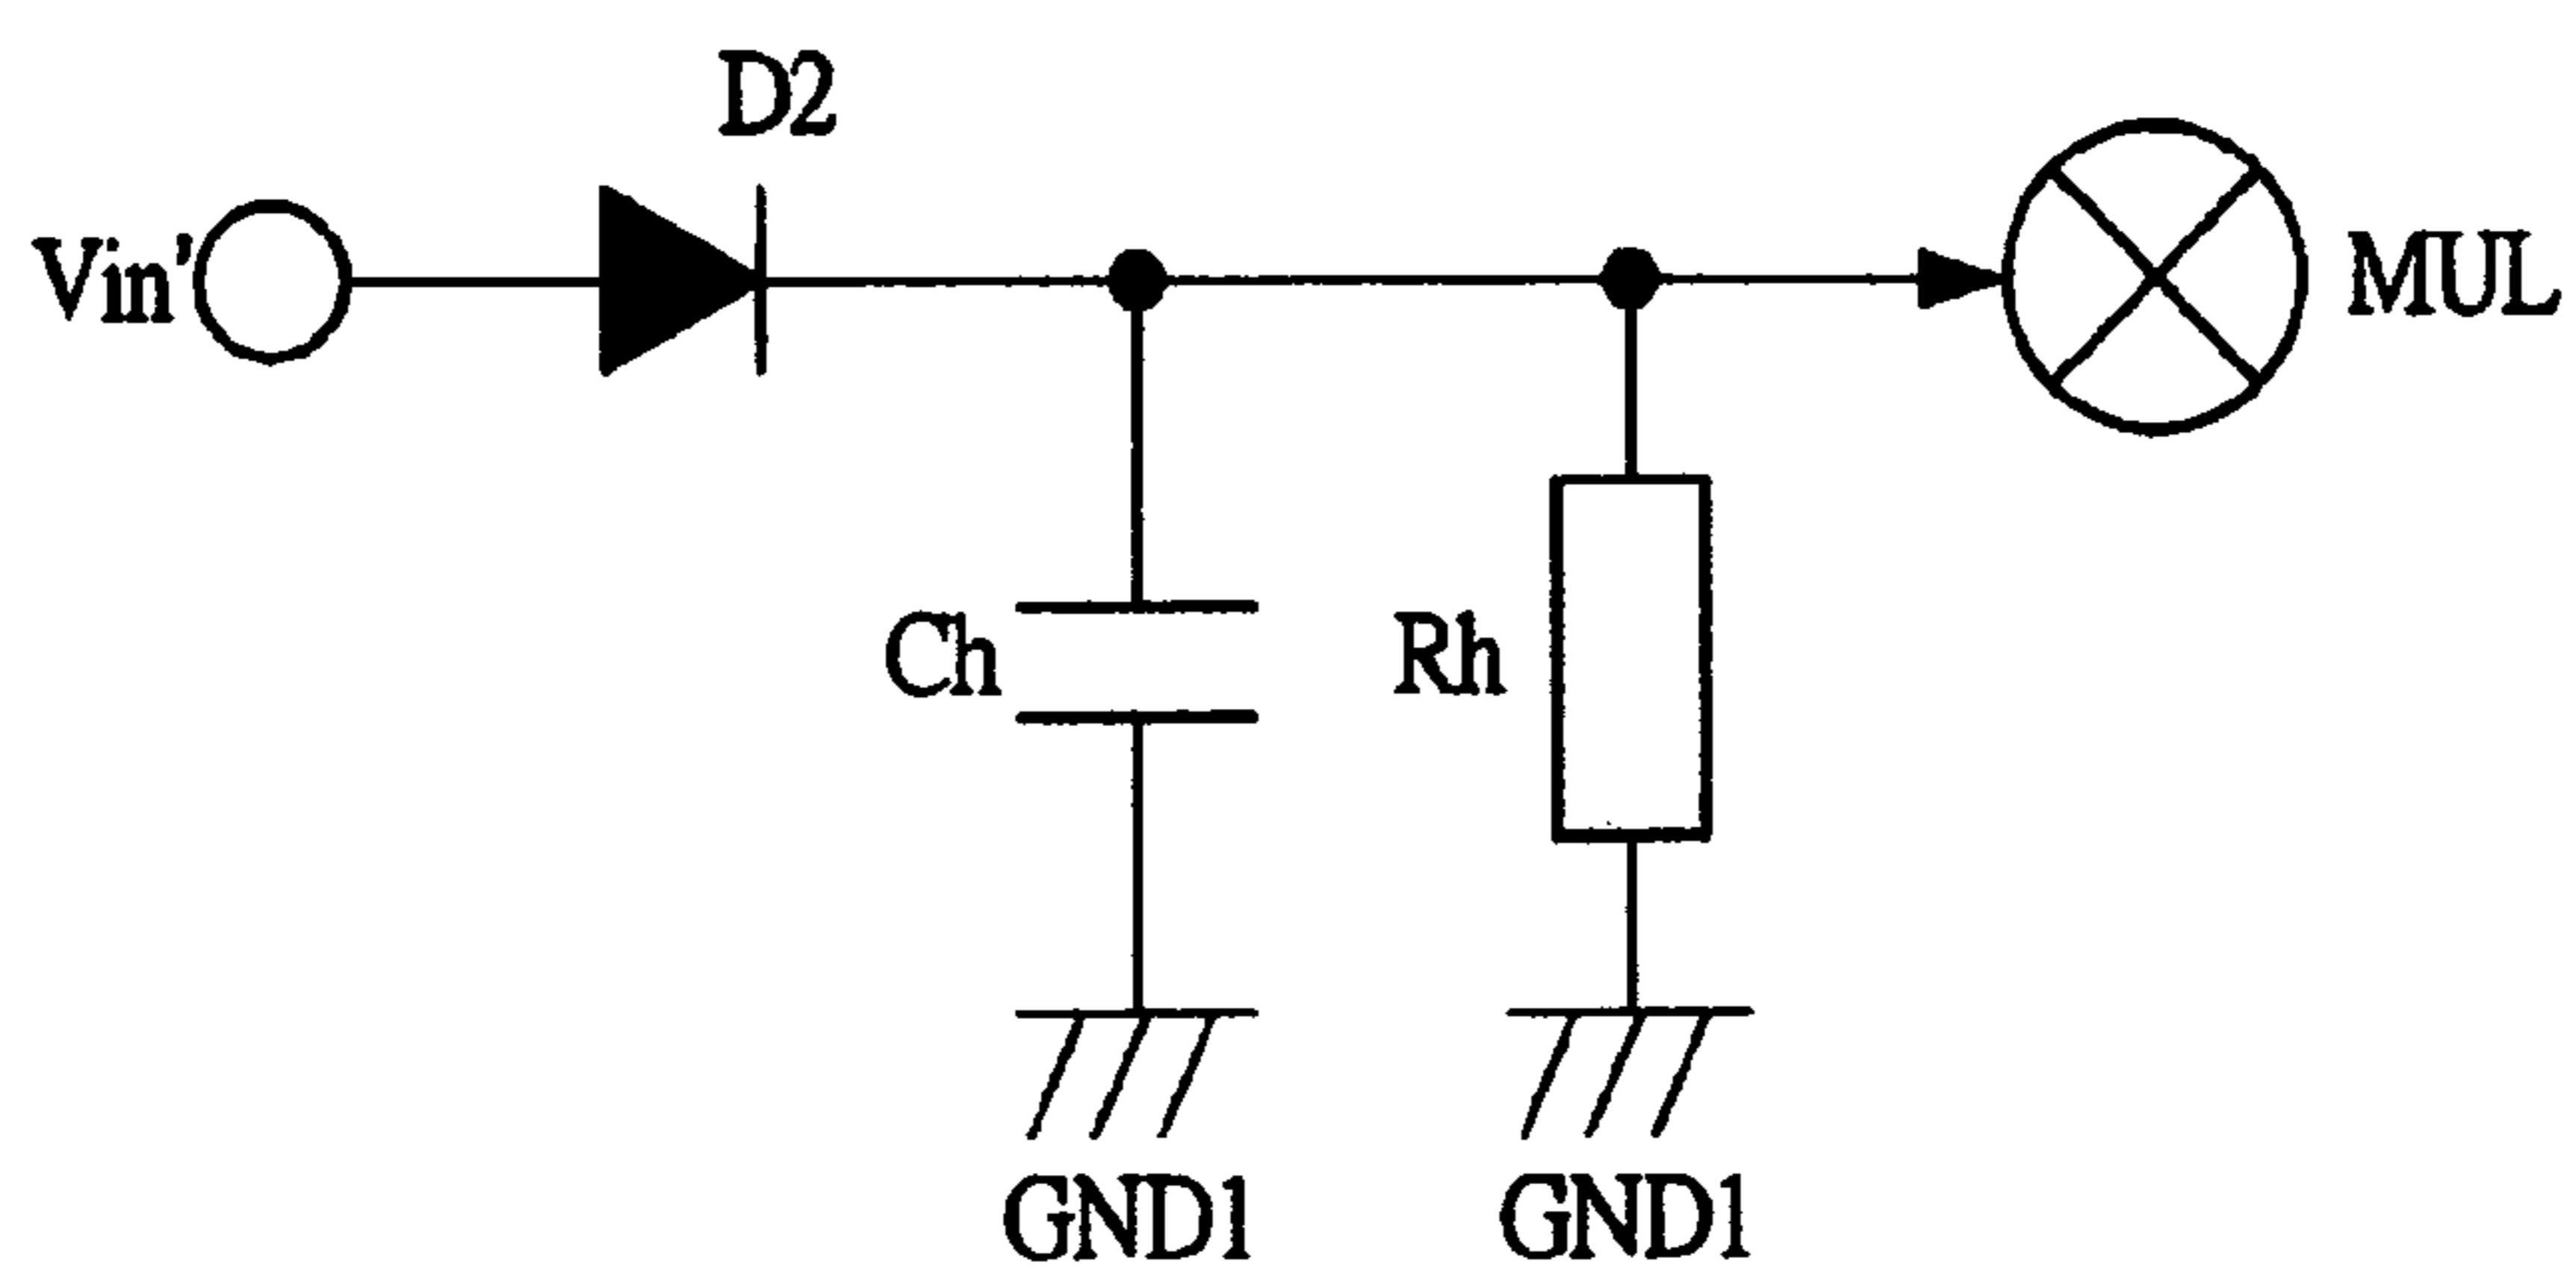 D2
Vin'
MUL
Ch
Rh
GND1
GND1